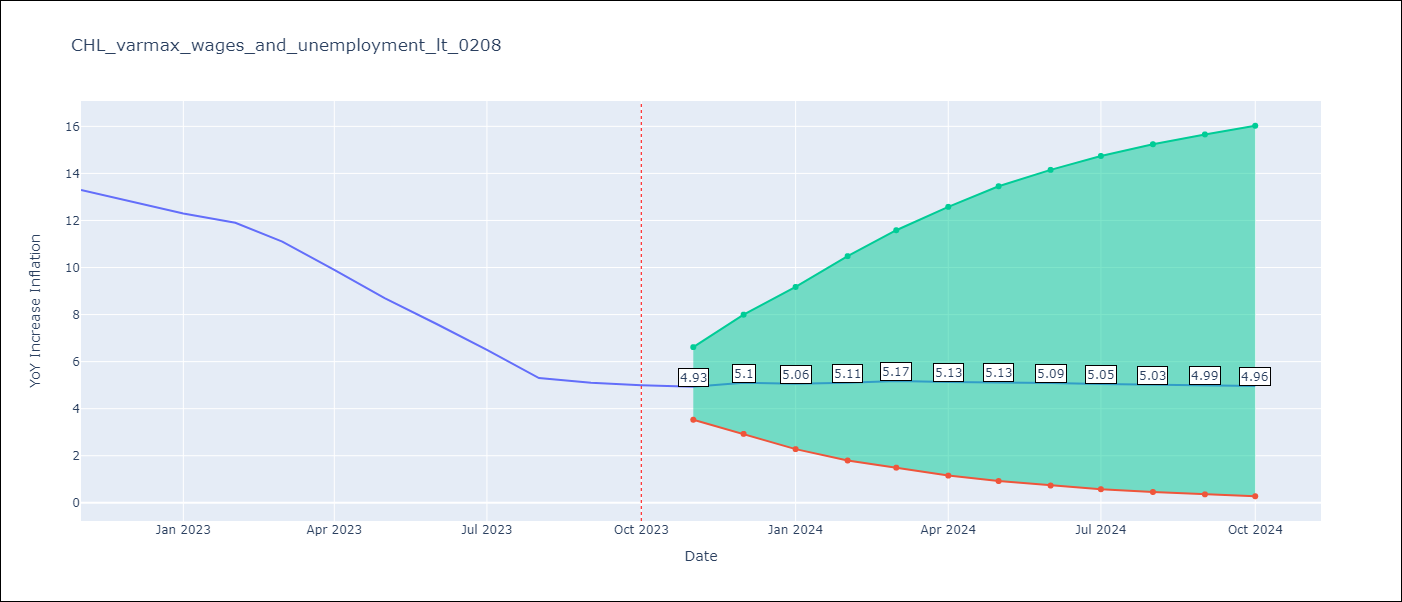 CHL_varmax_wages_and_unemployment_lt_0208
YoY Increase Inflation
16
14
12
10
8
6
4
2
0
4.93
5.1
5.06
5.11
5.17
5.13
5.13
5.09
5.05
5.03
4.99
4.96
Jan 2023
Apr 2023
Jul 2023
Oct 2023
Jan 2024
Apr 2024
Jul 2024
Oct 2024
Date